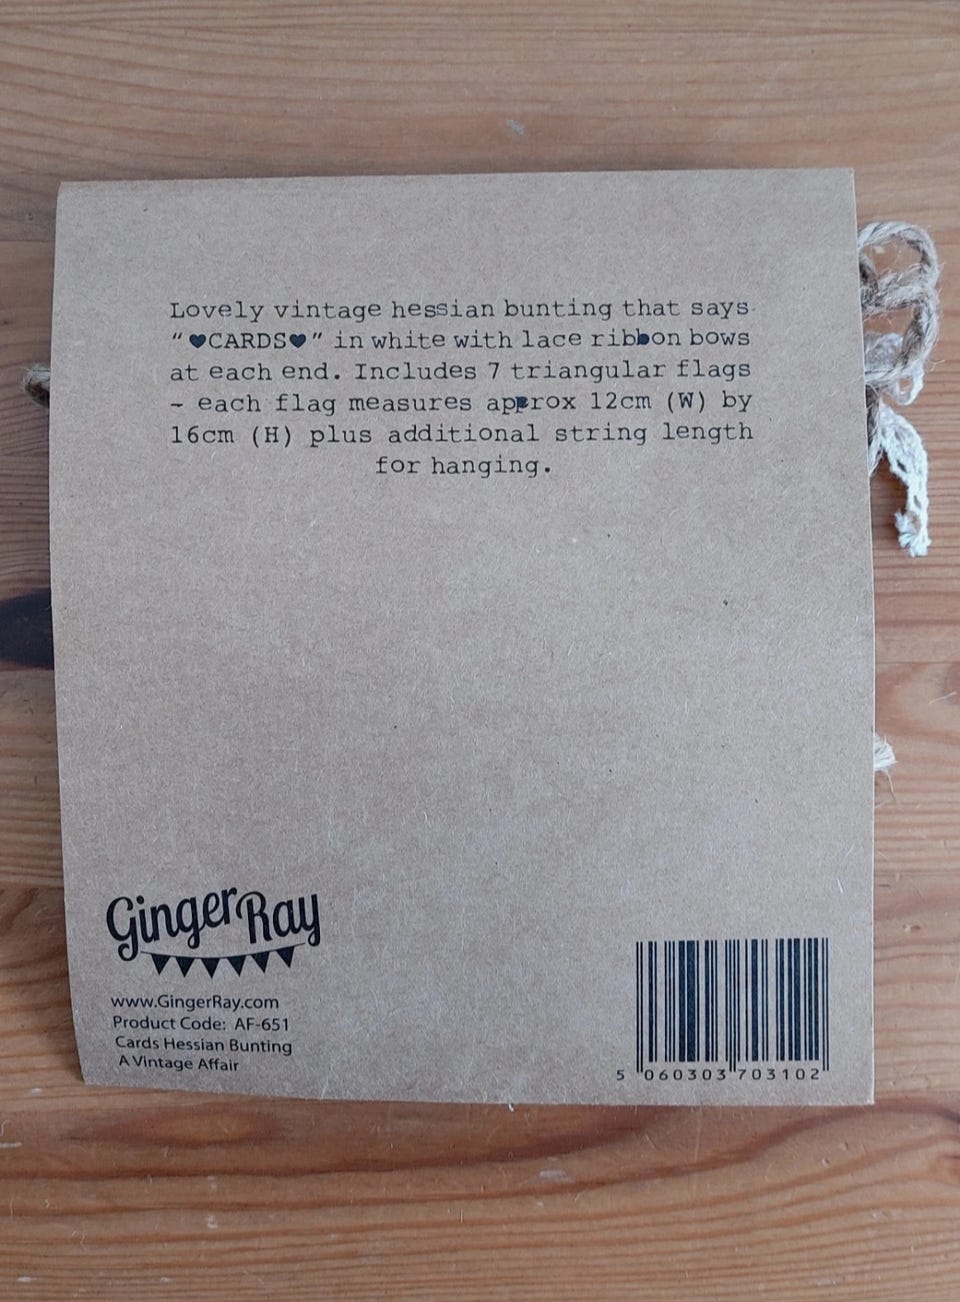 Lovely vintage hessian bunting that says
“♥CARDS♥” in white with lace ribbon bows
at each end. Includes 7 triangular flags
– each flag measures approx 12cm (W) by
16cm (H) plus additional string length
for hanging.
Ginger Ray
www.GingerRay.com
Product Code: AF-651
Cards Hessian Bunting
A Vintage Affair
5 060303 703102